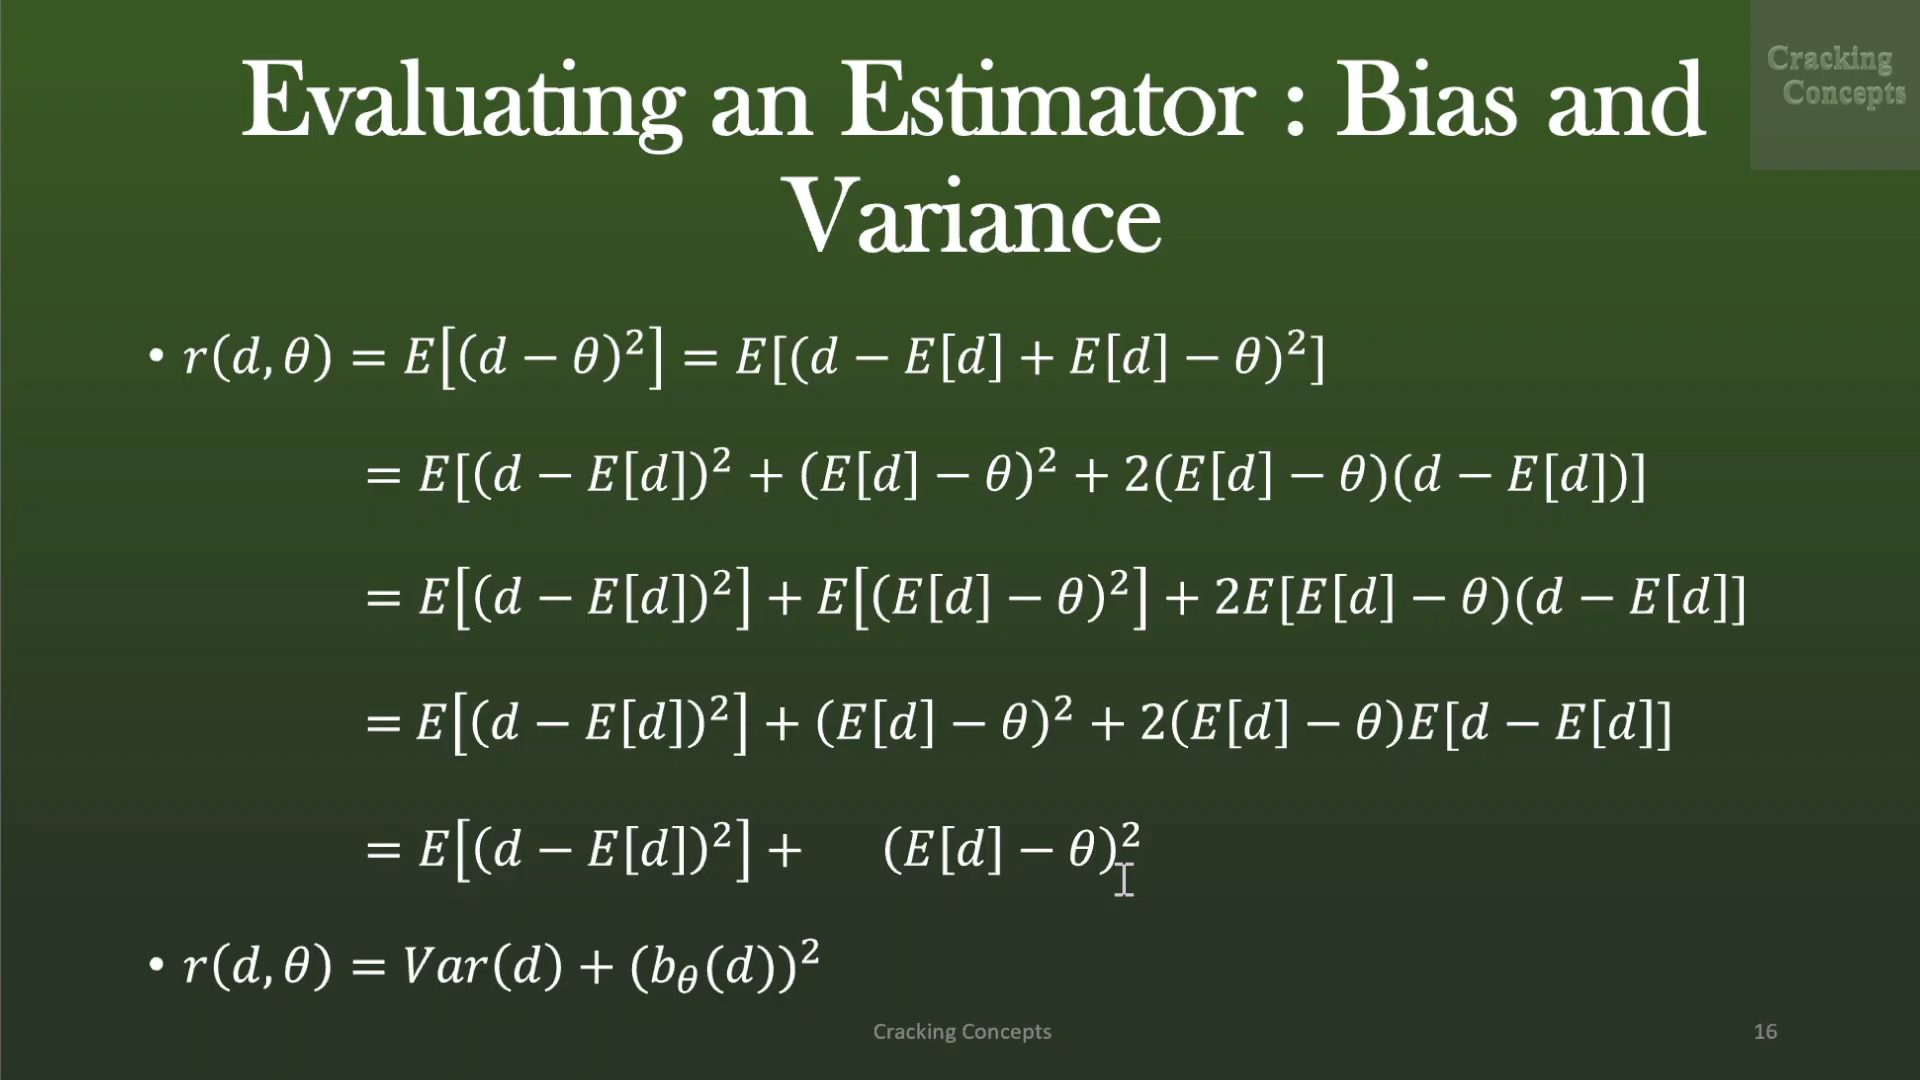 Cracking
Concepts
Evaluating an Estimator : Bias and
Variance
• r(d, θ) = E[(d − θ)²] = E[(d − E[d] + E[d] − θ)²]
= E[(d − E[d])² + (E[d] − θ)² + 2(E[d] − θ)(d − E[d])]
= E[(d − E[d])²] + E[(E[d] − θ)²] + 2E[E[d] − θ)(d − E[d]]
= E[(d − E[d])²] + (E[d] − θ)² + 2(E[d] − θ)E[d − E[d]]
= E[(d − E[d])²] + (E[d] − θ)²
• r(d, θ) = Var(d) + (b_θ(d))²
Cracking Concepts
16